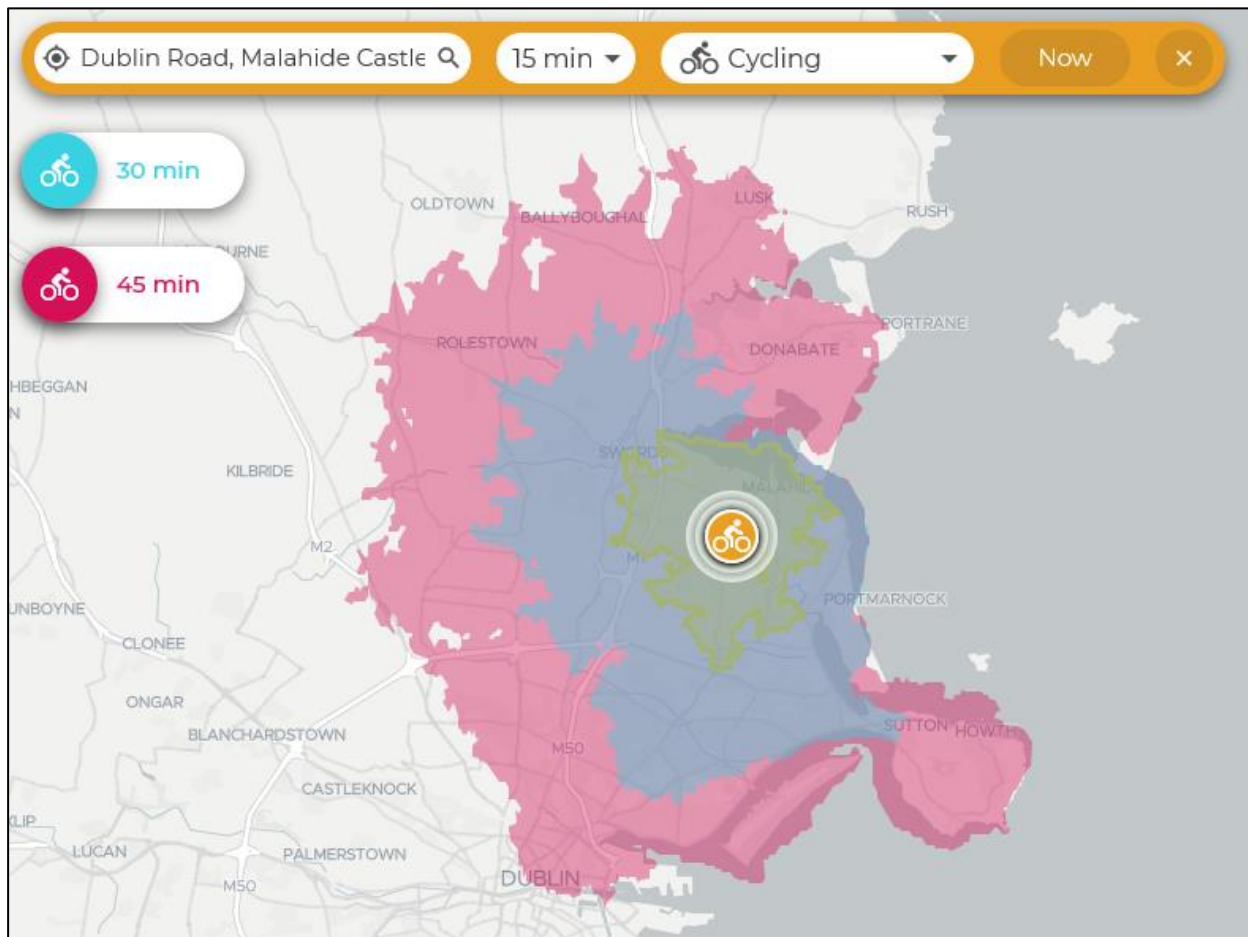 Dublin Road, Malahide Castle
15 min
Cycling
Now
30 min
45 min
OLDTOWN
BALLYBOUGHAL
LUSK
RUSH
ROLESTOWN
DONABATE
PORTRANE
SWORDS
KILBRIDE
M2
PORTMARNOCK
CLONEE
ONGAR
BLANCHARDSTOWN
M50
SUTTON
HOWTH
CASTLEKNOCK
LUCAN
PALMERSTOWN
DUBLIN
M50